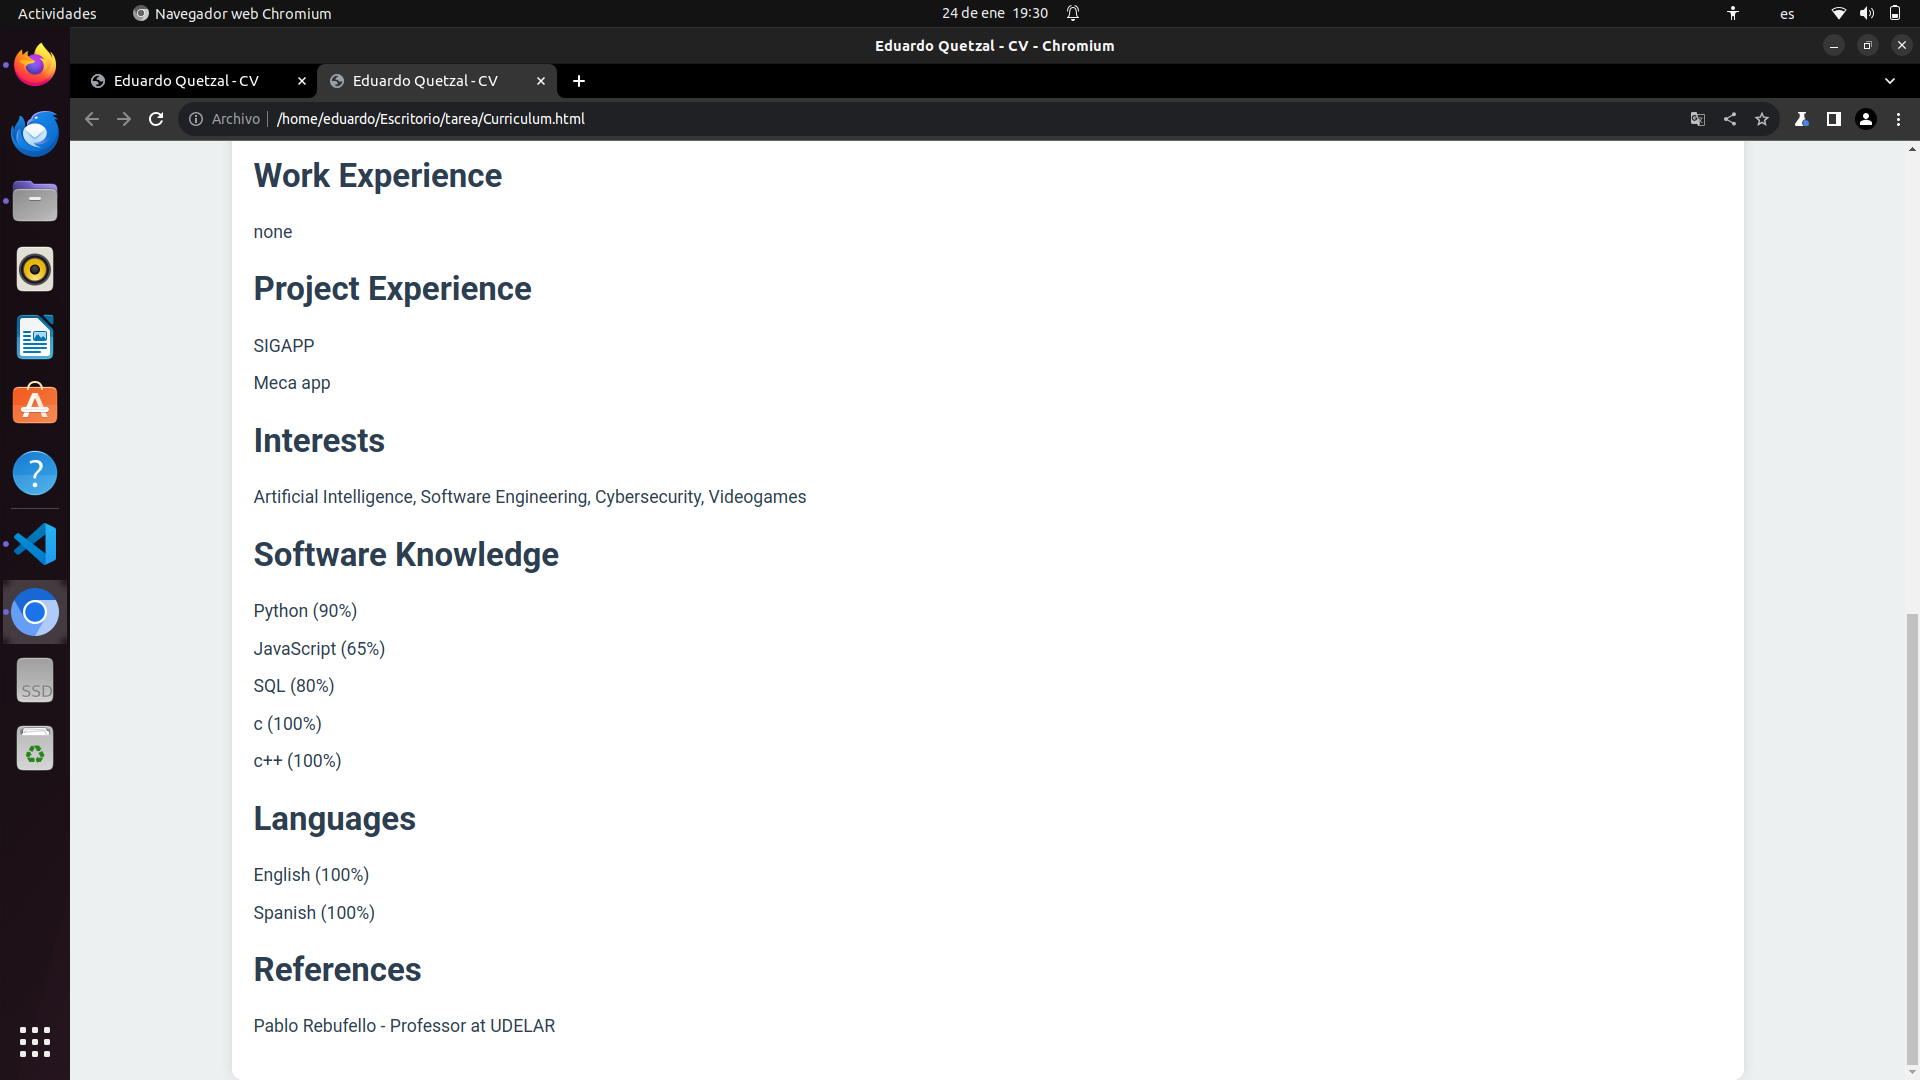 Actividades Navegador web Chromium 24 de ene 19:30 es
Eduardo Quetzal - CV - Chromium
Eduardo Quetzal - CV Eduardo Quetzal - CV
Archivo /home/eduardo/Escritorio/tarea/Curriculum.html
Work Experience
none
Project Experience
SIGAPP
Meca app
Interests
Artificial Intelligence, Software Engineering, Cybersecurity, Videogames
Software Knowledge
Python (90%)
JavaScript (65%)
SQL (80%)
c (100%)
c++ (100%)
SSD
Languages
English (100%)
Spanish (100%)
References
Pablo Rebufello - Professor at UDELAR